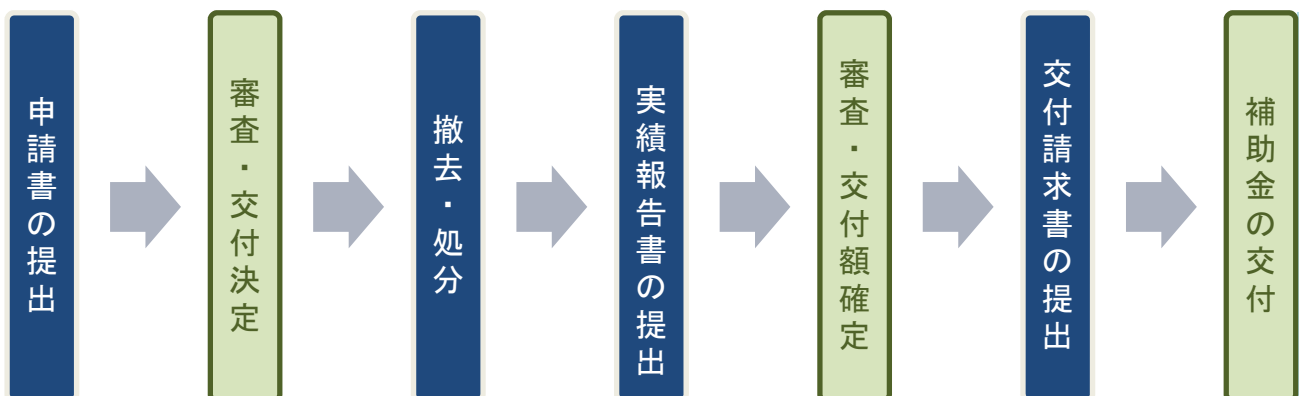 申請書の提出
審査・交付決定
撤去・処分
実績報告書の提出
審査・交付額確定
交付請求書の提出
補助金の交付